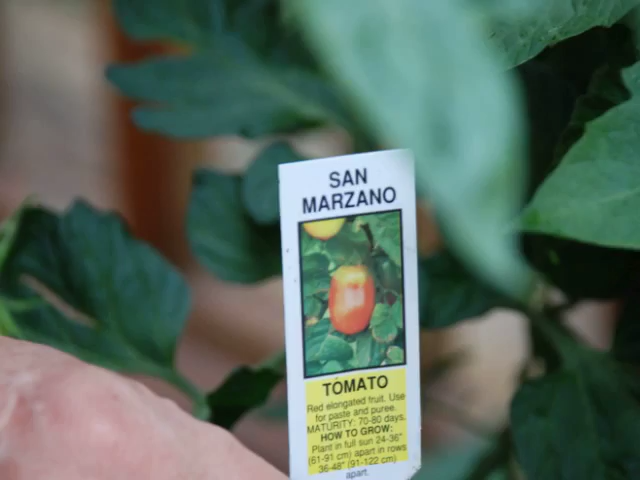 SAN
MARZANO
TOMATO
Red elongated fruit. Use
for paste and puree.
MATURITY: 70-80 days.
HOW TO GROW:
Plant in full sun 24-36"
(61-91 cm) apart in rows
36-48" (91-122 cm)
apart.